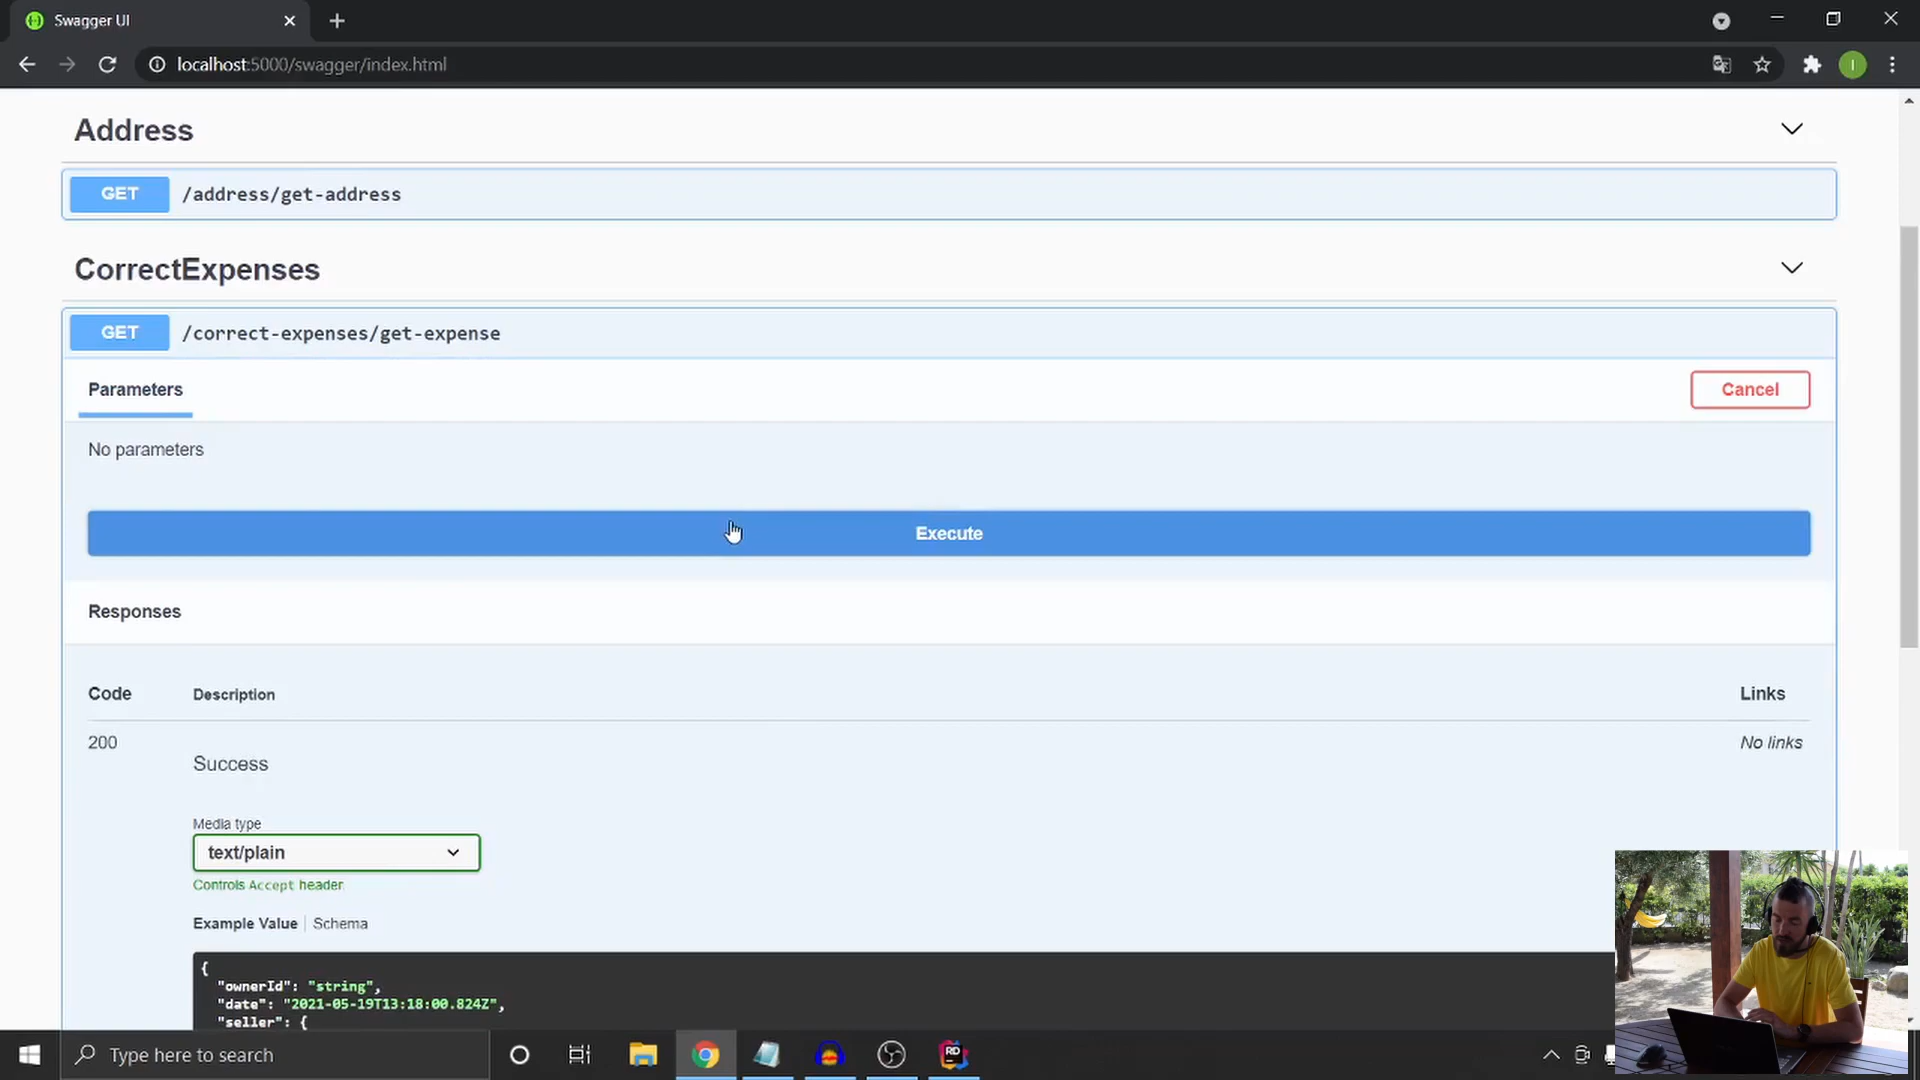 Swagger UI
localhost:5000/swagger/index.html
I
Address
GET /address/get-address
CorrectExpenses
GET /correct-expenses/get-expense
Parameters
Cancel
No parameters
Execute
Responses
Code Description Links
200 Success No links
Media type
text/plain
Controls Accept header.
Example Value Schema
{
"ownerId": "string",
"date": "2021-05-19T13:18:00.824Z",
"seller": {
Type here to search
RD